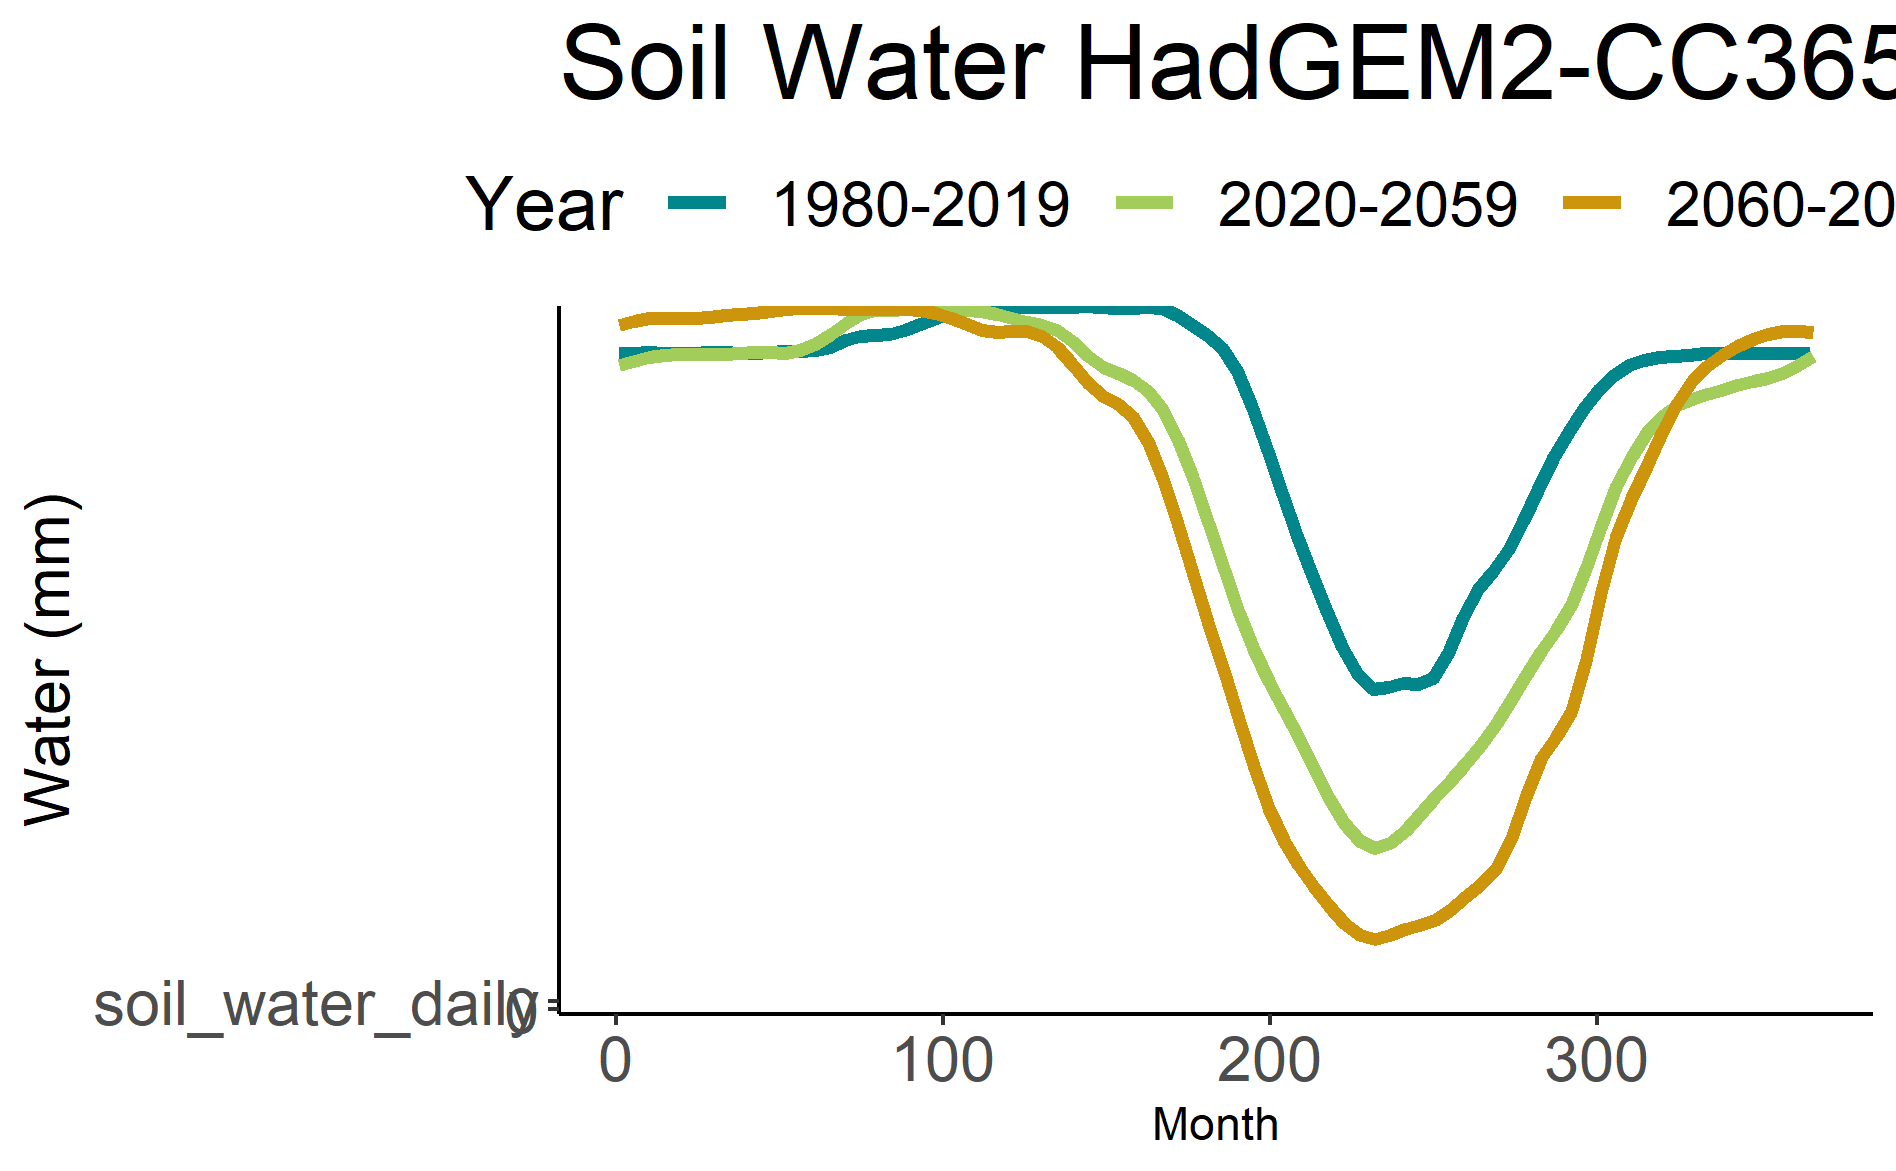 Soil Water HadGEM2-CC365
Year 1980-2019 2020-2059 2060-20
Water (mm)
soil_water_daily
0
0 100 200 300
Month